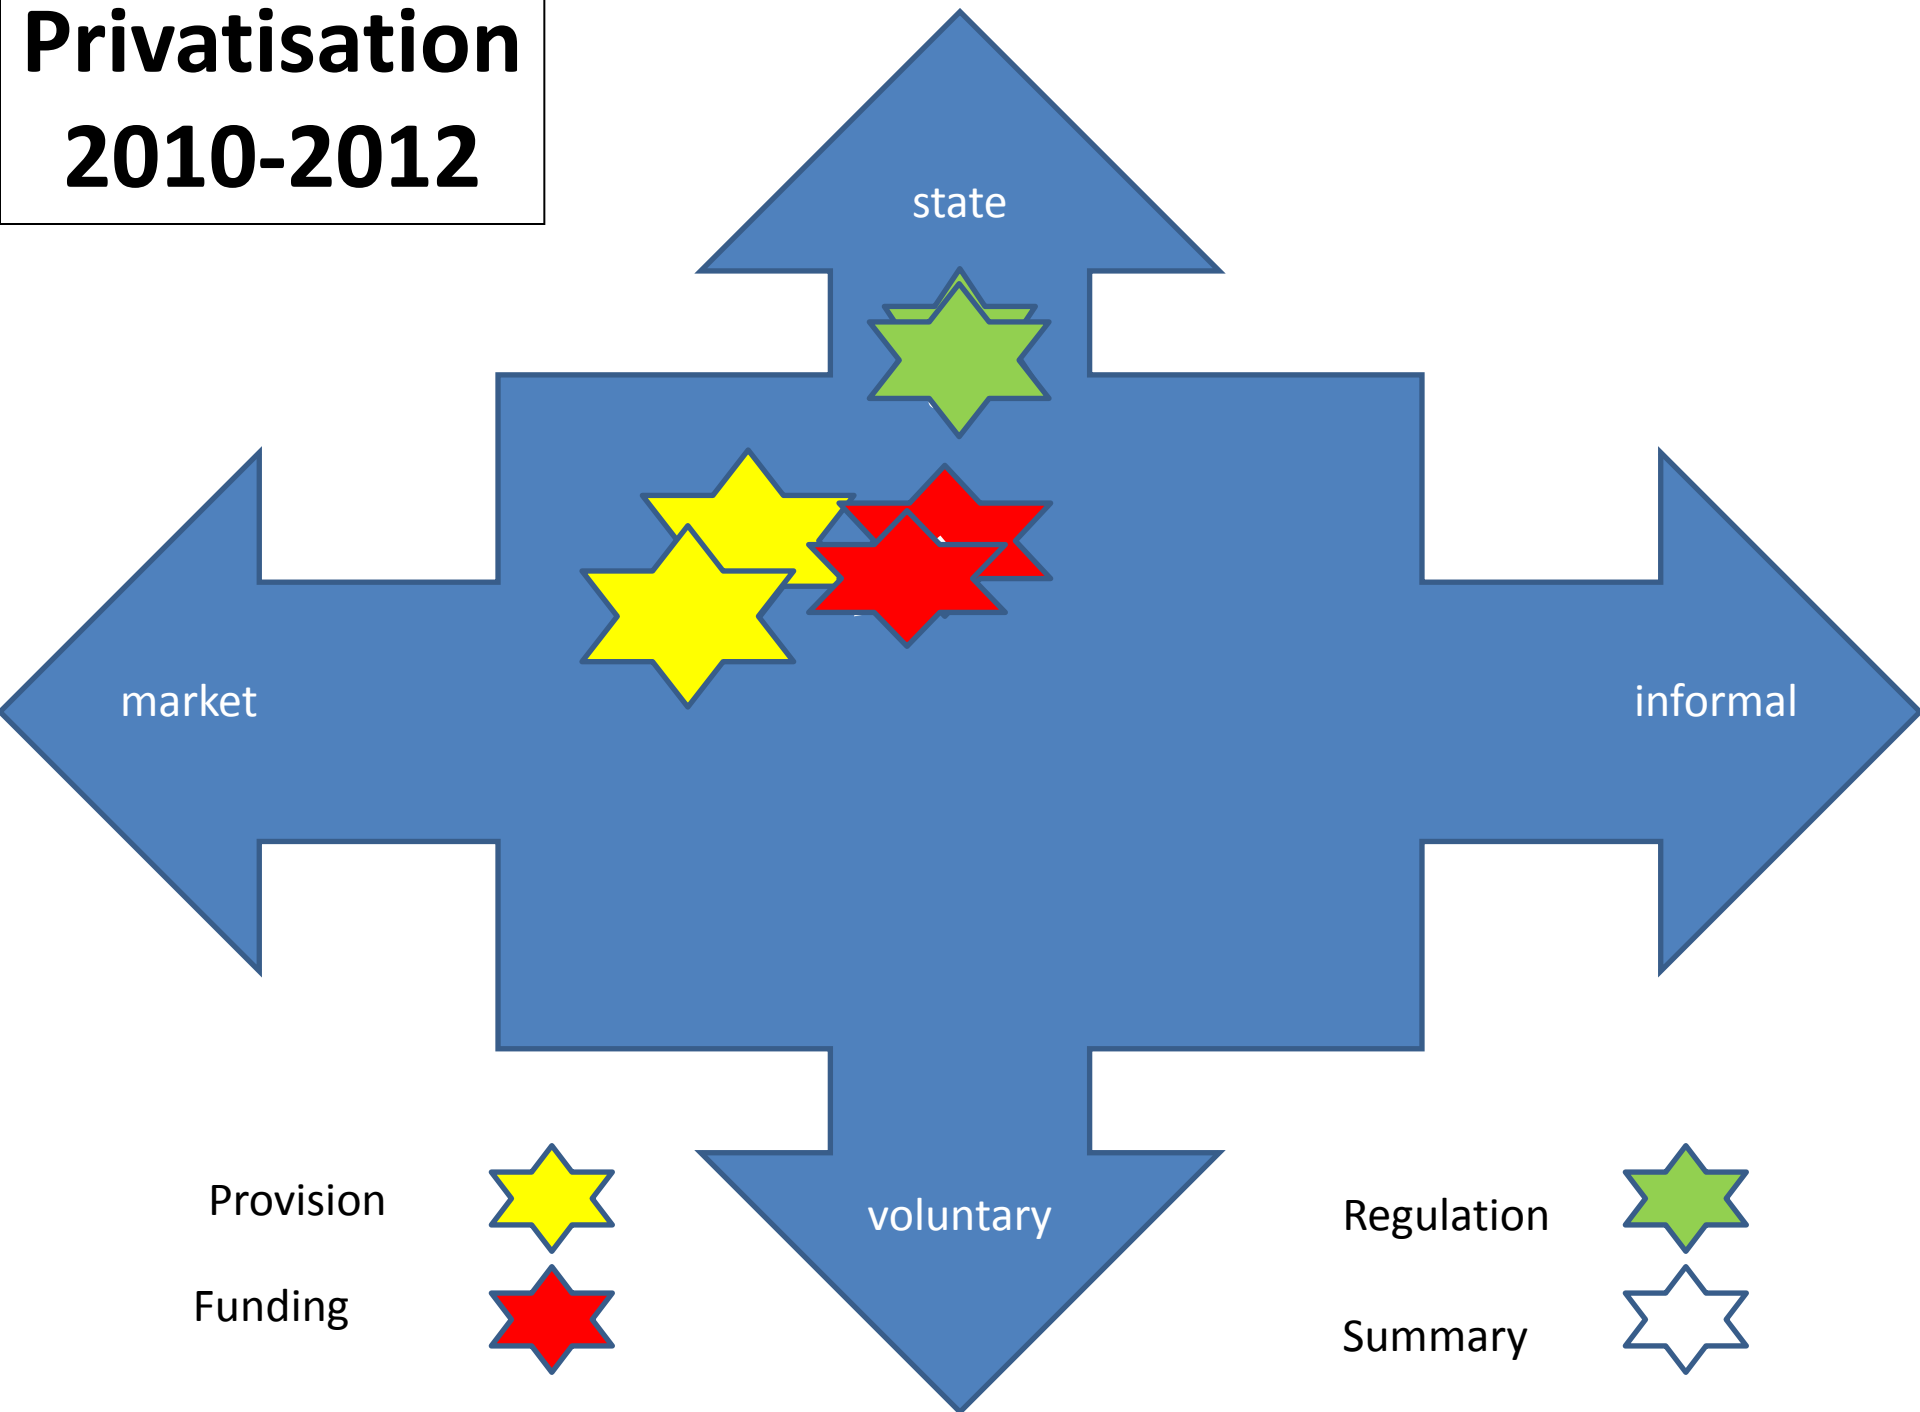 Privatisation
2010-2012
state
market
informal
voluntary
Provision
Funding
Regulation
Summary